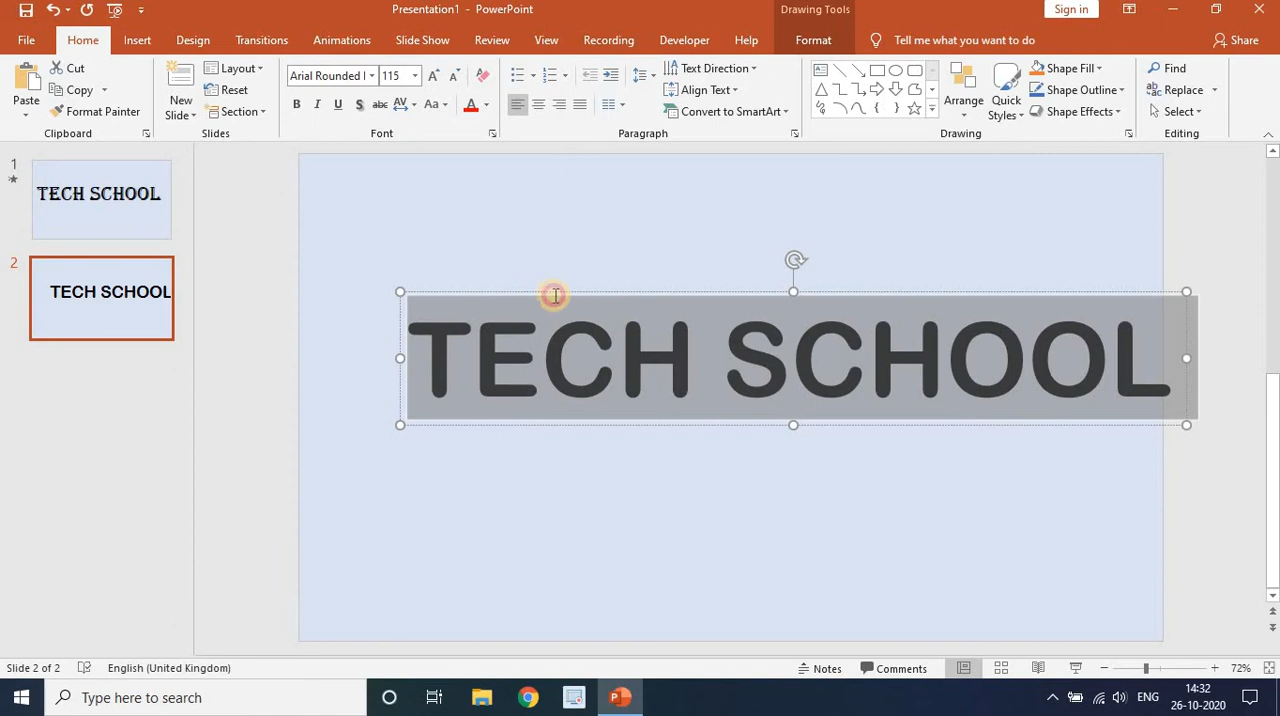 Presentation1 - PowerPoint
Drawing Tools
Sign in
File Home Insert Design Transitions Animations Slide Show Review View Recording Developer Help Format Tell me what you want to do Share
Paste
Cut
Copy
Format Painter
Clipboard
New Slide
Layout
Reset
Section
Slides
Arial Rounded 115
B I U S abc AV Aa A
Font
Text Direction
Align Text
Convert to SmartArt
Paragraph
Arrange
Quick Styles
Shape Fill
Shape Outline
Shape Effects
Drawing
Find
Replace
Select
Editing
1
TECH SCHOOL
2
TECH SCHOOL
TECH SCHOOL
Slide 2 of 2 English (United Kingdom) Notes Comments 72%
Type here to search
ENG
14:32
26-10-2020